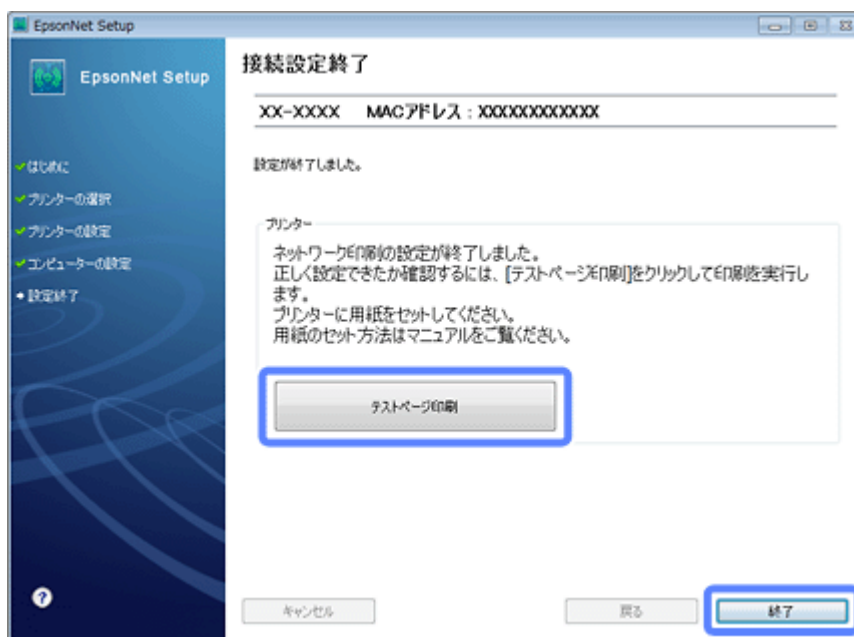 EpsonNet Setup
EpsonNet Setup
はじめに
プリンターの選択
プリンターの設定
コンピューターの設定
設定終了
接続設定終了
XX-XXXX MACアドレス：XXXXXXXXXXXX
設定が終了しました。
プリンター
ネットワーク印刷の設定が終了しました。
正しく設定できたか確認するには、[テストページ印刷]をクリックして印刷を実行し
ます。
プリンターに用紙をセットしてください。
用紙のセット方法はマニュアルをご覧ください。
テストページ印刷
キャンセル
戻る
終了